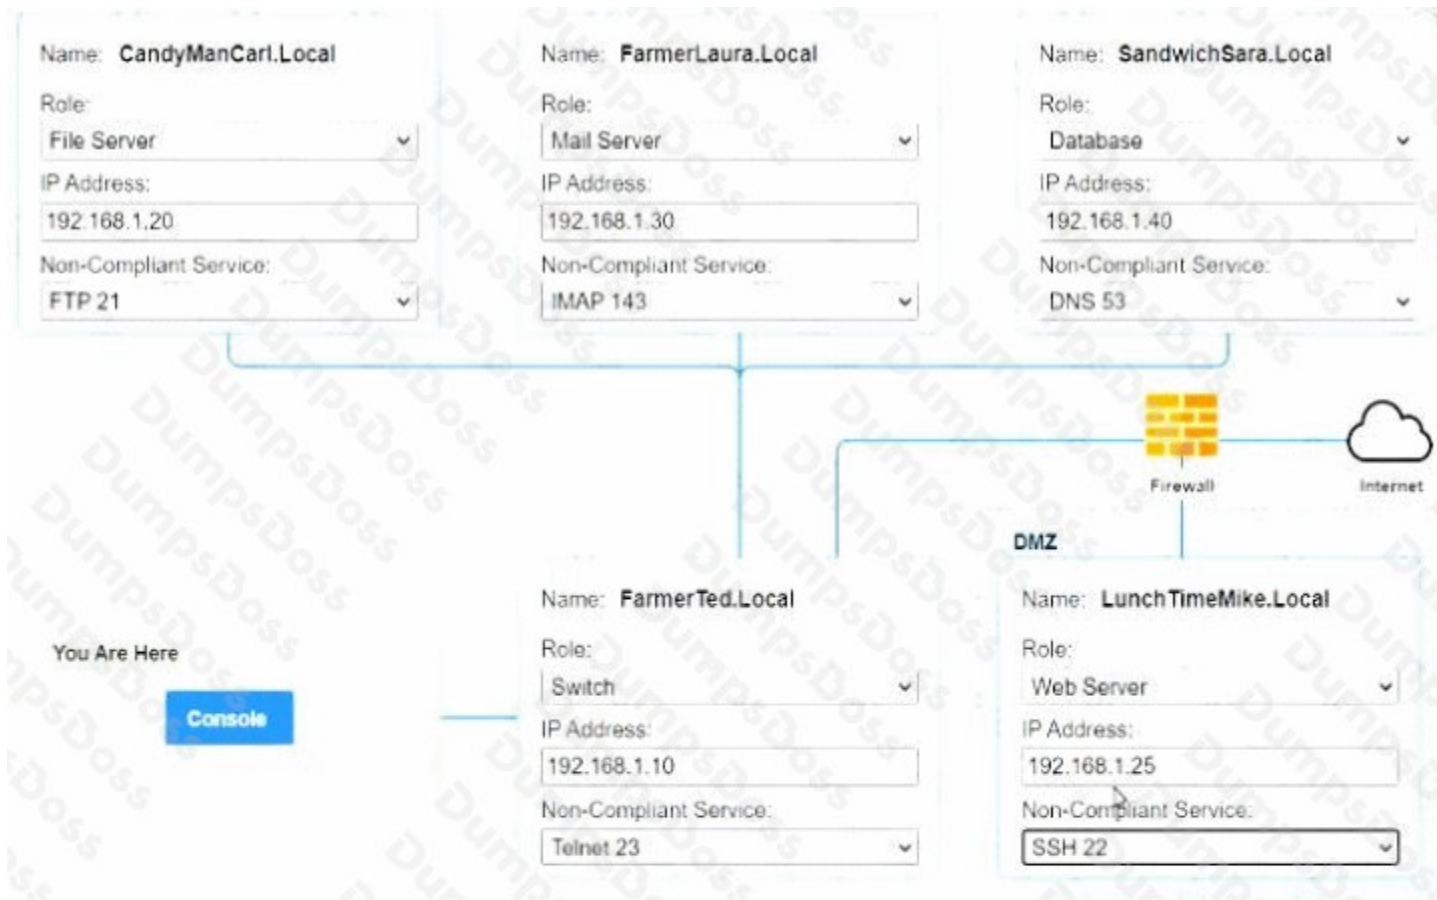 Name: CandyManCarl.Local
Role:
File Server
IP Address:
192.168.1.20
Non-Compliant Service:
FTP 21
Name: FarmerLaura.Local
Role:
Mail Server
IP Address:
192.168.1.30
Non-Compliant Service:
IMAP 143
Name: SandwichSara.Local
Role:
Database
IP Address:
192.168.1.40
Non-Compliant Service:
DNS 53
Firewall
Internet
You Are Here
Console
Name: FarmerTed.Local
Role:
Switch
IP Address:
192.168.1.10
Non-Compliant Service:
Telnet 23
DMZ
Name: LunchTimeMike.Local
Role:
Web Server
IP Address:
192.168.1.25
Non-Compliant Service:
SSH 22
DumpsDoss